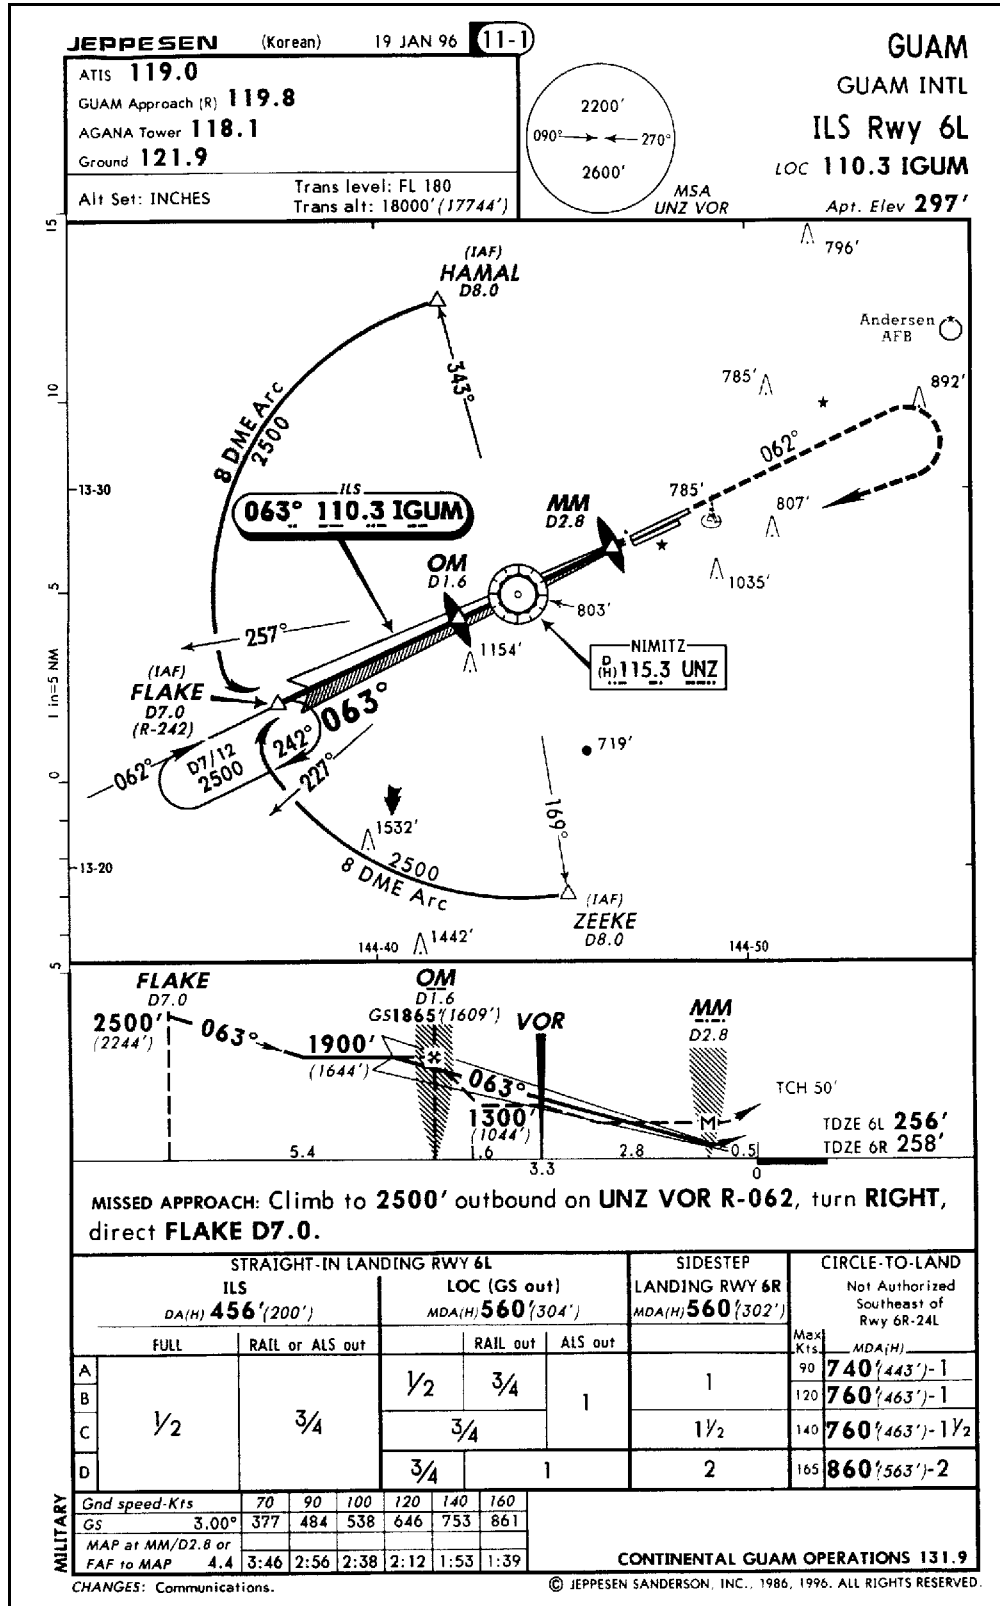 JEPPESEN (Korean) 19 JAN 96 11-1
GUAM
GUAM INTL
ILS Rwy 6L
LOC 110.3 IGUM
Apt. Elev 297'
ATIS 119.0
GUAM Approach (R) 119.8
AGANA Tower 118.1
Ground 121.9
Alt Set: INCHES
Trans level: FL 180
Trans alt: 18000' (17744')
2200'
090° 270°
2600'
MSA
UNZ VOR
15
796'
(IAF)
HAMAL
D8.0
Andersen
AFB
343°
785'
892'
10
8 DME Arc
2500
062°
13-30
ILS
063° 110.3 IGUM
MM
D2.8
785'
807'
OM
D1.6
1035'
5
803'
257°
1154'
NIMITZ
D
(H) 115.3 UNZ
1 in=5 NM
(IAF)
FLAKE
D7.0
(R-242)
063°
242°
D7/12
2500
062°
227°
719'
0
1532'
169°
13-20
2500
8 DME Arc
(IAF)
ZEEKE
D8.0
1442'
144-40
144-50
5
FLAKE
D7.0
2500'
(2244')
063°
1900'
(1644')
OM
D1.6
GS1865' (1609')
VOR
MM
D2.8
063°
1300'
(1044')
M
TCH 50'
TDZE 6L 256'
TDZE 6R 258'
5.4 1.6 2.8 0.5
3.3 0
MISSED APPROACH: Climb to 2500' outbound on UNZ VOR R-062, turn RIGHT,
direct FLAKE D7.0.
STRAIGHT-IN LANDING RWY 6L
ILS
DA(H) 456' (200')
LOC (GS out)
MDA(H) 560' (304')
SIDESTEP
LANDING RWY 6R
MDA(H) 560' (302')
CIRCLE-TO-LAND
Not Authorized
Southeast of
Rwy 6R-24L
FULL RAIL or ALS out RAIL out ALS out
Max
Kts. MDA(H)
A 1/2 3/4 1/2 3/4 1 1 90 740' (443')-1
B 120 760' (463')-1
C 3/4 1 1/2 140 760' (463')-1 1/2
D 3/4 1 2 165 860' (563')-2
MILITARY
Gnd speed-Kts 70 90 100 120 140 160
GS 3.00° 377 484 538 646 753 861
MAP at MM/D2.8 or
FAF to MAP 4.4 3:46 2:56 2:38 2:12 1:53 1:39
CONTINENTAL GUAM OPERATIONS 131.9
CHANGES: Communications.
© JEPPESEN SANDERSON, INC., 1986, 1996. ALL RIGHTS RESERVED.